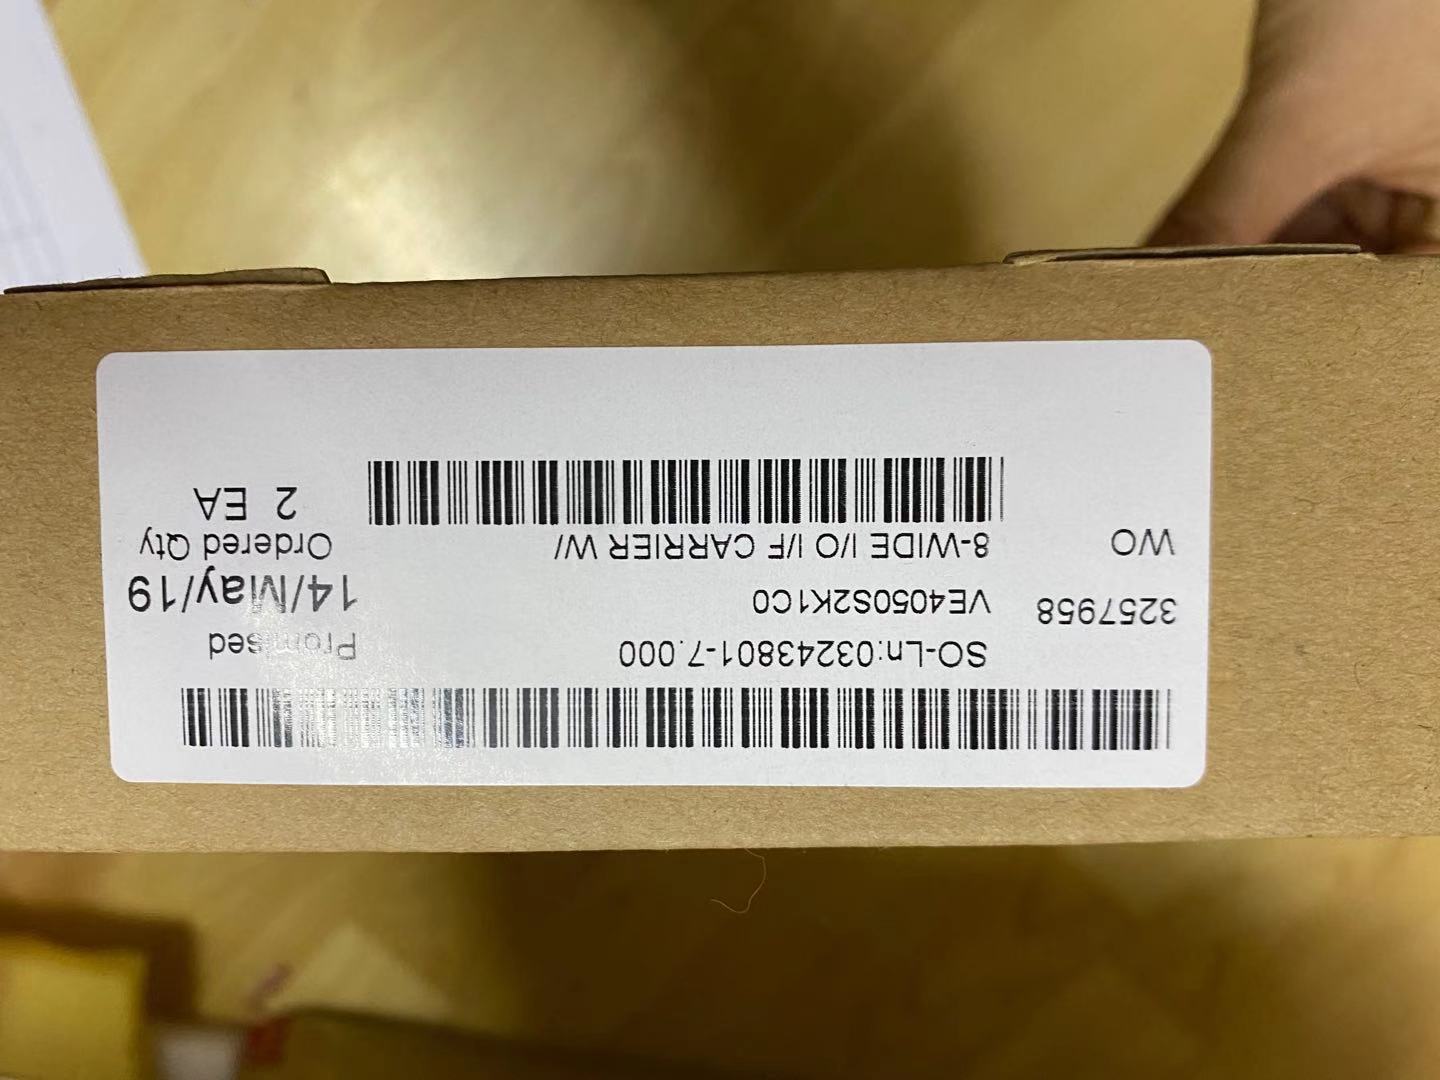 SO-Ln:03243801-7.000
Promised
3257958
VE4050S2K1C0
14/May/19
WO
8-WIDE I/O I/F CARRIER W/
Ordered Qty
2 EA